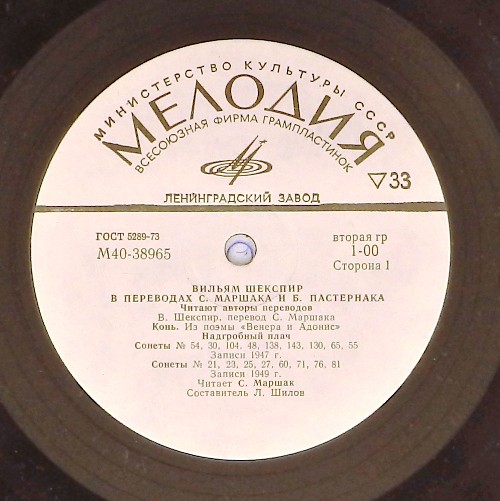 МИНИСТЕРСТВО КУЛЬТУРЫ СССР
МЕЛОДИЯ
ВСЕСОЮЗНАЯ ФИРМА ГРАМПЛАСТИНОК
ЛЕНИНГРАДСКИЙ ЗАВОД
▽33
ГОСТ 5289-73
М40-38965
вторая гр
1-00
Сторона 1
ВИЛЬЯМ ШЕКСПИР
В ПЕРЕВОДАХ С. МАРШАКА И Б. ПАСТЕРНАКА
Читают авторы переводов
В. Шекспир, перевод С. Маршака
Конь. Из поэмы «Венера и Адонис»
Надгробный плач
Сонеты № 54, 30, 104, 48, 138, 143, 130, 65, 55
Записи 1947 г.
Сонеты № 21, 23, 25, 27, 60, 71, 76, 81
Записи 1949 г.
Читает С. Маршак
Составитель Л. Шилов